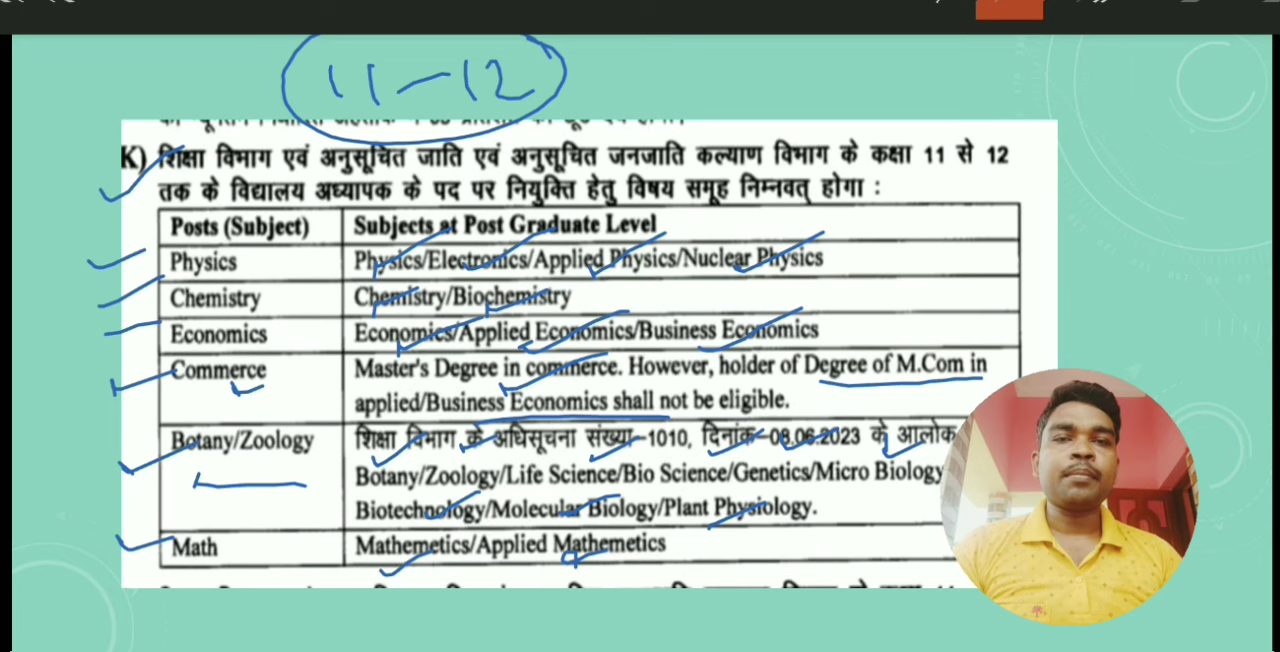 11-12
K) शिक्षा विभाग एवं अनुसूचित जाति एवं अनुसूचित जनजाति कल्याण विभाग के कक्षा 11 से 12
तक के विद्यालय अध्यापक के पद पर नियुक्ति हेतु विषय समूह निम्नवत् होगा :
Posts (Subject) Subjects at Post Graduate Level
Physics Physics/Electronics/Applied Physics/Nuclear Physics
Chemistry Chemistry/Biochemistry
Economics Economics/Applied Economics/Business Economics
Commerce Master's Degree in commerce. However, holder of Degree of M.Com in
applied/Business Economics shall not be eligible.
Botany/Zoology शिक्षा विभाग के अधिसूचना संख्या-1010, दिनांक-08.06.2023 के आलोक
Botany/Zoology/Life Science/Bio Science/Genetics/Micro Biology
Biotechnology/Molecular Biology/Plant Physiology.
Math Mathemetics/Applied Mathemetics